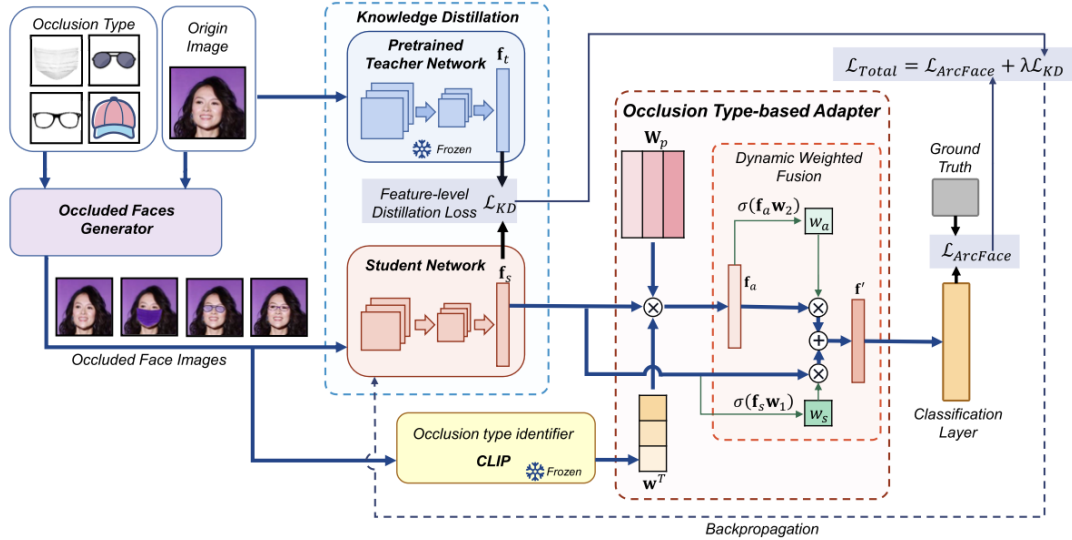 Occlusion Type
Origin
Image
Knowledge Distillation
Pretrained
Teacher Network
f_t
Frozen
Feature-level
Distillation Loss
ℒ_KD
Student Network
f_s
Occluded Faces
Generator
Occluded Face Images
Occlusion type identifier
CLIP
Frozen
w^T
Occlusion Type-based Adapter
W_p
Dynamic Weighted
Fusion
σ(f_a w_2)
w_a
f_a
f′
σ(f_s w_1)
w_s
ℒ_Total = ℒ_ArcFace + λℒ_KD
Ground
Truth
ℒ_ArcFace
Classification
Layer
Backpropagation